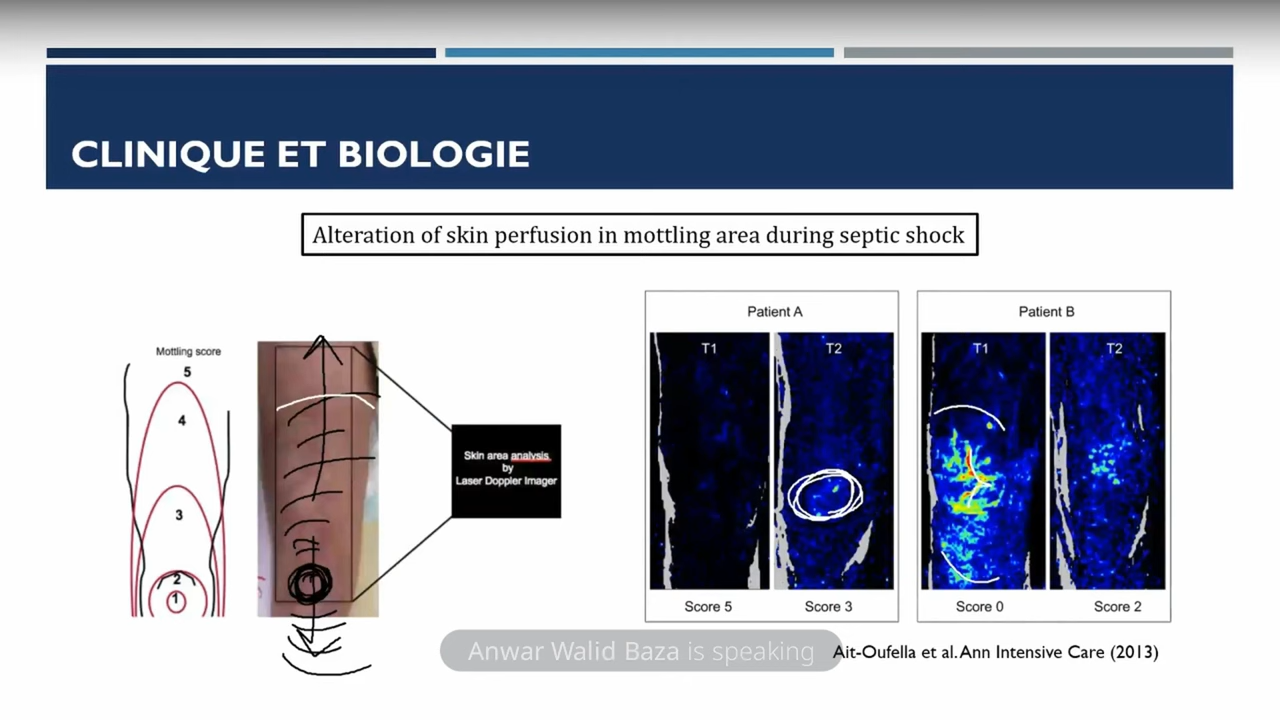 CLINIQUE ET BIOLOGIE
Alteration of skin perfusion in mottling area during septic shock
Mottling score
5
4
3
2
1
Skin area analysis
by
Laser Doppler Imager
Patient A
T1
T2
Score 5
Score 3
Patient B
T1
T2
Score 0
Score 2
Anwar Walid Baza is speaking
Ait-Oufella et al. Ann Intensive Care (2013)